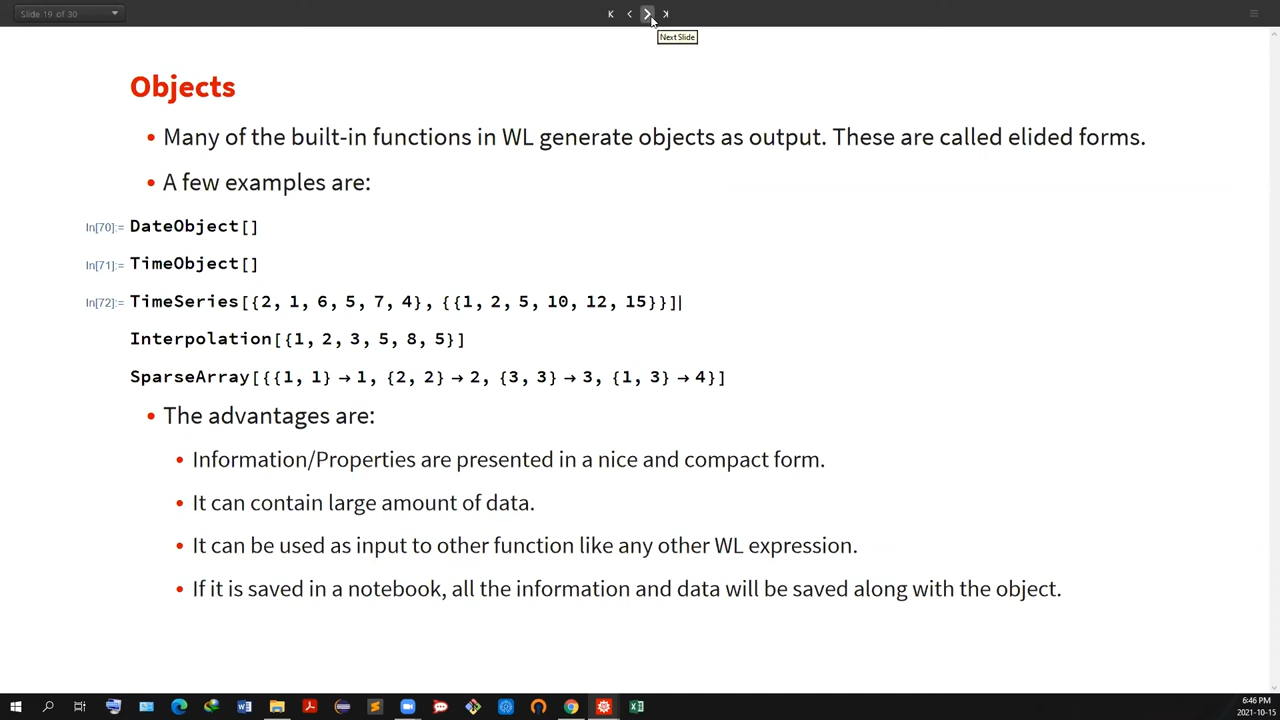 Slide 19 of 30
Next Slide
Objects
• Many of the built-in functions in WL generate objects as output. These are called elided forms.
• A few examples are:
In[70]:= DateObject[]
In[71]:= TimeObject[]
In[72]:= TimeSeries[{2, 1, 6, 5, 7, 4}, {{1, 2, 5, 10, 12, 15}}]
Interpolation[{1, 2, 3, 5, 8, 5}]
SparseArray[{{1, 1} → 1, {2, 2} → 2, {3, 3} → 3, {1, 3} → 4}]
• The advantages are:
• Information/Properties are presented in a nice and compact form.
• It can contain large amount of data.
• It can be used as input to other function like any other WL expression.
• If it is saved in a notebook, all the information and data will be saved along with the object.
6:46 PM
2021-10-15